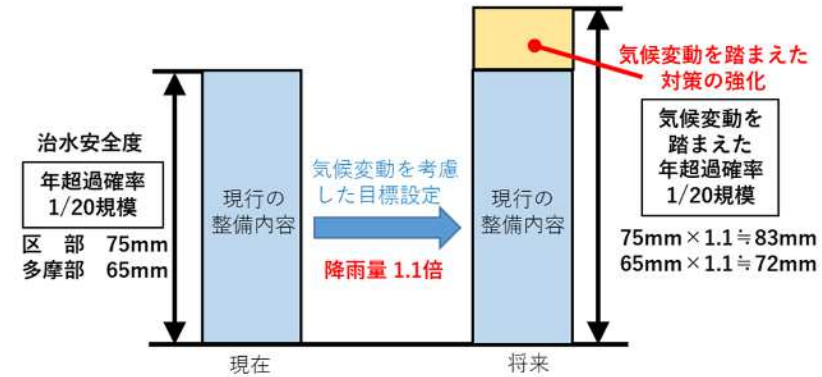 治水安全度
年超過確率
1/20規模
区　部　75mm
多摩部　65mm
現行の
整備内容
現在
気候変動を考慮
した目標設定
降雨量 1.1倍
現行の
整備内容
将来
気候変動を踏まえた
対策の強化
気候変動を
踏まえた
年超過確率
1/20規模
75mm×1.1≒83mm
65mm×1.1≒72mm